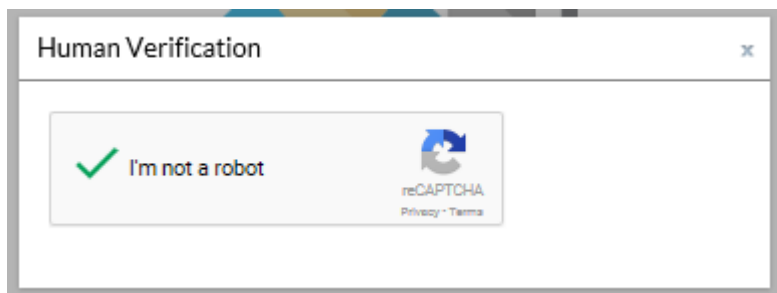 Human Verification
x
I'm not a robot
reCAPTCHA
Privacy - Terms